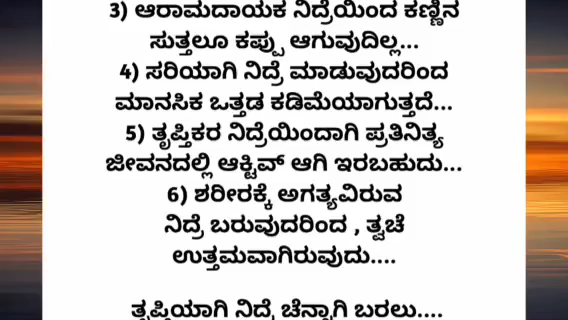 3) ಆರಾಮದಾಯಕ ನಿದ್ರೆಯಿಂದ ಕಣ್ಣಿನ
ಸುತ್ತಲೂ ಕಪ್ಪು ಆಗುವುದಿಲ್ಲ...
4) ಸರಿಯಾಗಿ ನಿದ್ರೆ ಮಾಡುವುದರಿಂದ
ಮಾನಸಿಕ ಒತ್ತಡ ಕಡಿಮೆಯಾಗುತ್ತದೆ...
5) ತೃಪ್ತಿಕರ ನಿದ್ರೆಯಿಂದಾಗಿ ಪ್ರತಿನಿತ್ಯ
ಜೀವನದಲ್ಲಿ ಆಕ್ಟಿವ್ ಆಗಿ ಇರಬಹುದು...
6) ಶರೀರಕ್ಕೆ ಅಗತ್ಯವಿರುವ
ನಿದ್ರೆ ಬರುವುದರಿಂದ , ತ್ವಚೆ
ಉತ್ತಮವಾಗಿರುವುದು....
ತೃಪ್ತಿಯಾಗಿ ನಿದ್ರೆ ಚೆನ್ನಾಗಿ ಬರಲು....